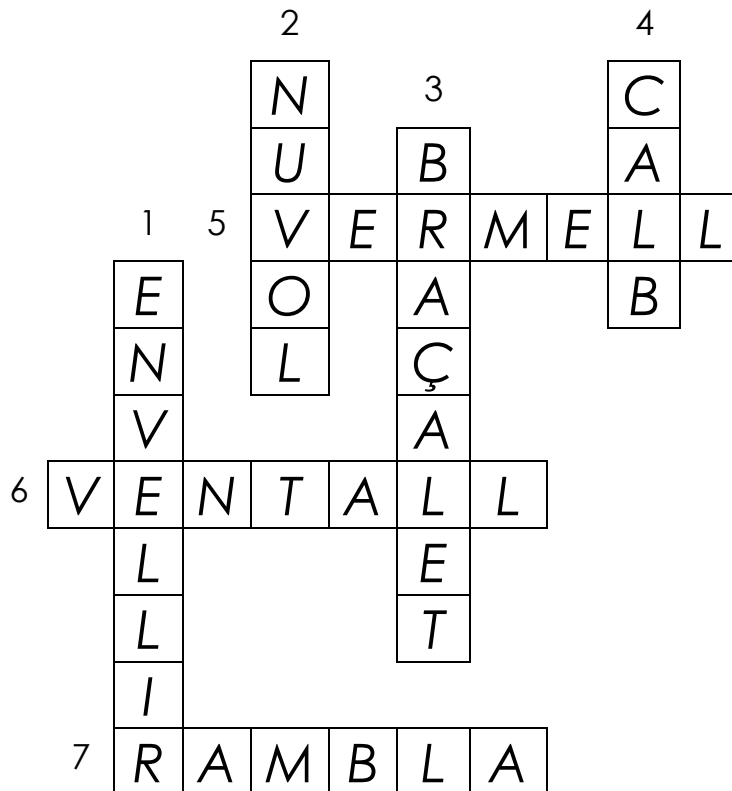 2 4
N 3 C
U B A
1 5 V E R M E L L
E O A B
N L Ç
V A
6 V E N T A L L
L E
L T
I
7 R A M B L A